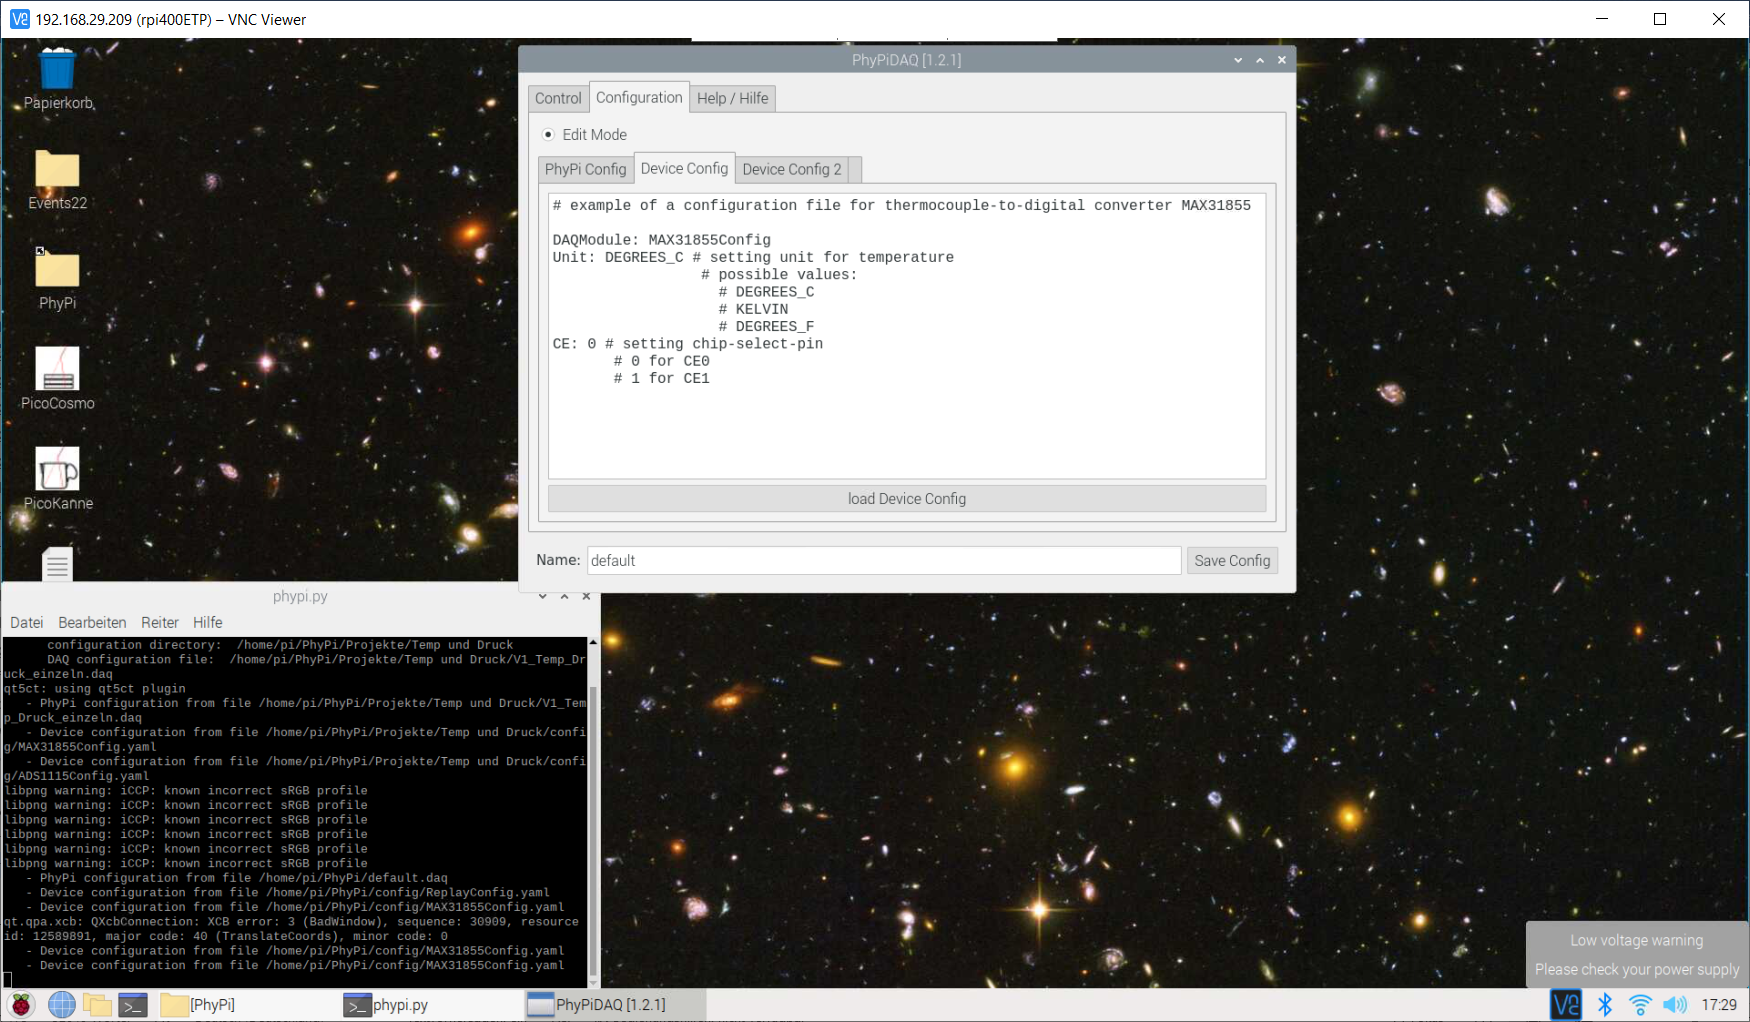 192.168.29.209 (rpi400ETP) – VNC Viewer
Papierkorb
Events22
PhyPi
PicoCosmo
PicoKanne
PhyPiDAQ [1.2.1]
Control
Configuration
Help / Hilfe
Edit Mode
PhyPi Config
Device Config
Device Config 2
# example of a configuration file for thermocouple-to-digital converter MAX31855
DAQModule: MAX31855Config
Unit: DEGREES_C # setting unit for temperature
# possible values:
# DEGREES_C
# KELVIN
# DEGREES_F
CE: 0 # setting chip-select-pin
# 0 for CE0
# 1 for CE1
load Device Config
Name:
default
Save Config
phypi.py
Datei Bearbeiten Reiter Hilfe
configuration directory: /home/pi/PhyPi/Projekte/Temp und Druck
DAQ configuration file: /home/pi/PhyPi/Projekte/Temp und Druck/V1_Temp_Dr
uck_einzeln.daq
qt5ct: using qt5ct plugin
- PhyPi configuration from file /home/pi/PhyPi/Projekte/Temp und Druck/V1_Tem
p_Druck_einzeln.daq
- Device configuration from file /home/pi/PhyPi/Projekte/Temp und Druck/confi
g/MAX31855Config.yaml
- Device configuration from file /home/pi/PhyPi/Projekte/Temp und Druck/confi
g/ADS1115Config.yaml
libpng warning: iCCP: known incorrect sRGB profile
libpng warning: iCCP: known incorrect sRGB profile
libpng warning: iCCP: known incorrect sRGB profile
libpng warning: iCCP: known incorrect sRGB profile
libpng warning: iCCP: known incorrect sRGB profile
libpng warning: iCCP: known incorrect sRGB profile
- PhyPi configuration from file /home/pi/PhyPi/default.daq
- Device configuration from file /home/pi/PhyPi/config/ReplayConfig.yaml
- Device configuration from file /home/pi/PhyPi/config/MAX31855Config.yaml
qt.qpa.xcb: QXcbConnection: XCB error: 3 (BadWindow), sequence: 30909, resource
id: 12589891, major code: 40 (TranslateCoords), minor code: 0
- Device configuration from file /home/pi/PhyPi/config/MAX31855Config.yaml
- Device configuration from file /home/pi/PhyPi/config/MAX31855Config.yaml
Low voltage warning
Please check your power supply
[PhyPi]
phypi.py
PhyPiDAQ [1.2.1]
17:29